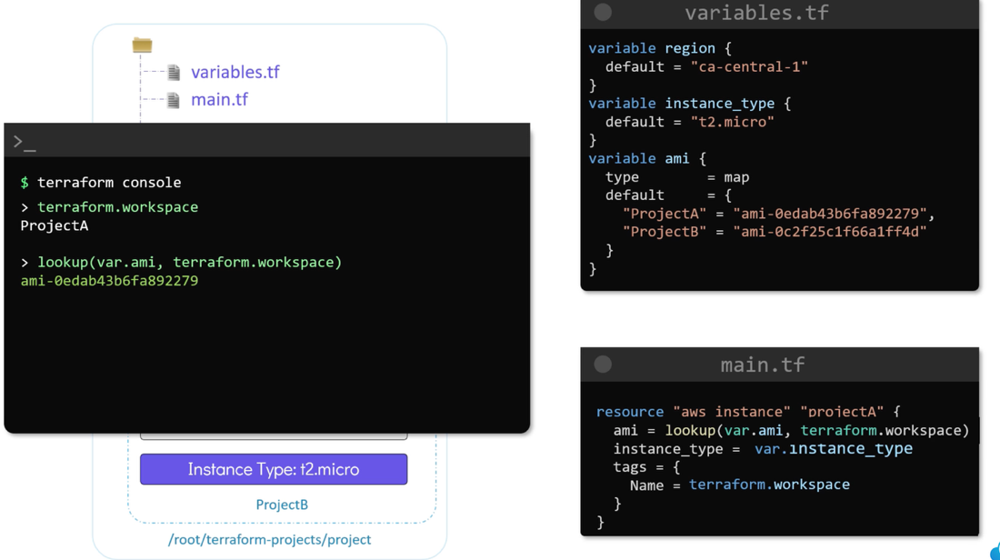 variables.tf
main.tf
>_
$ terraform console
> terraform.workspace
ProjectA
> lookup(var.ami, terraform.workspace)
ami-0edab43b6fa892279
Instance Type: t2.micro
ProjectB
/root/terraform-projects/project
variables.tf
variable region {
  default = "ca-central-1"
}
variable instance_type {
  default = "t2.micro"
}
variable ami {
  type        = map
  default     = {
    "ProjectA" = "ami-0edab43b6fa892279",
    "ProjectB" = "ami-0c2f25c1f66a1ff4d"
  }
}
main.tf
resource "aws_instance" "projectA" {
  ami = lookup(var.ami, terraform.workspace)
  instance_type = var.instance_type
  tags = {
    Name = terraform.workspace
  }
}